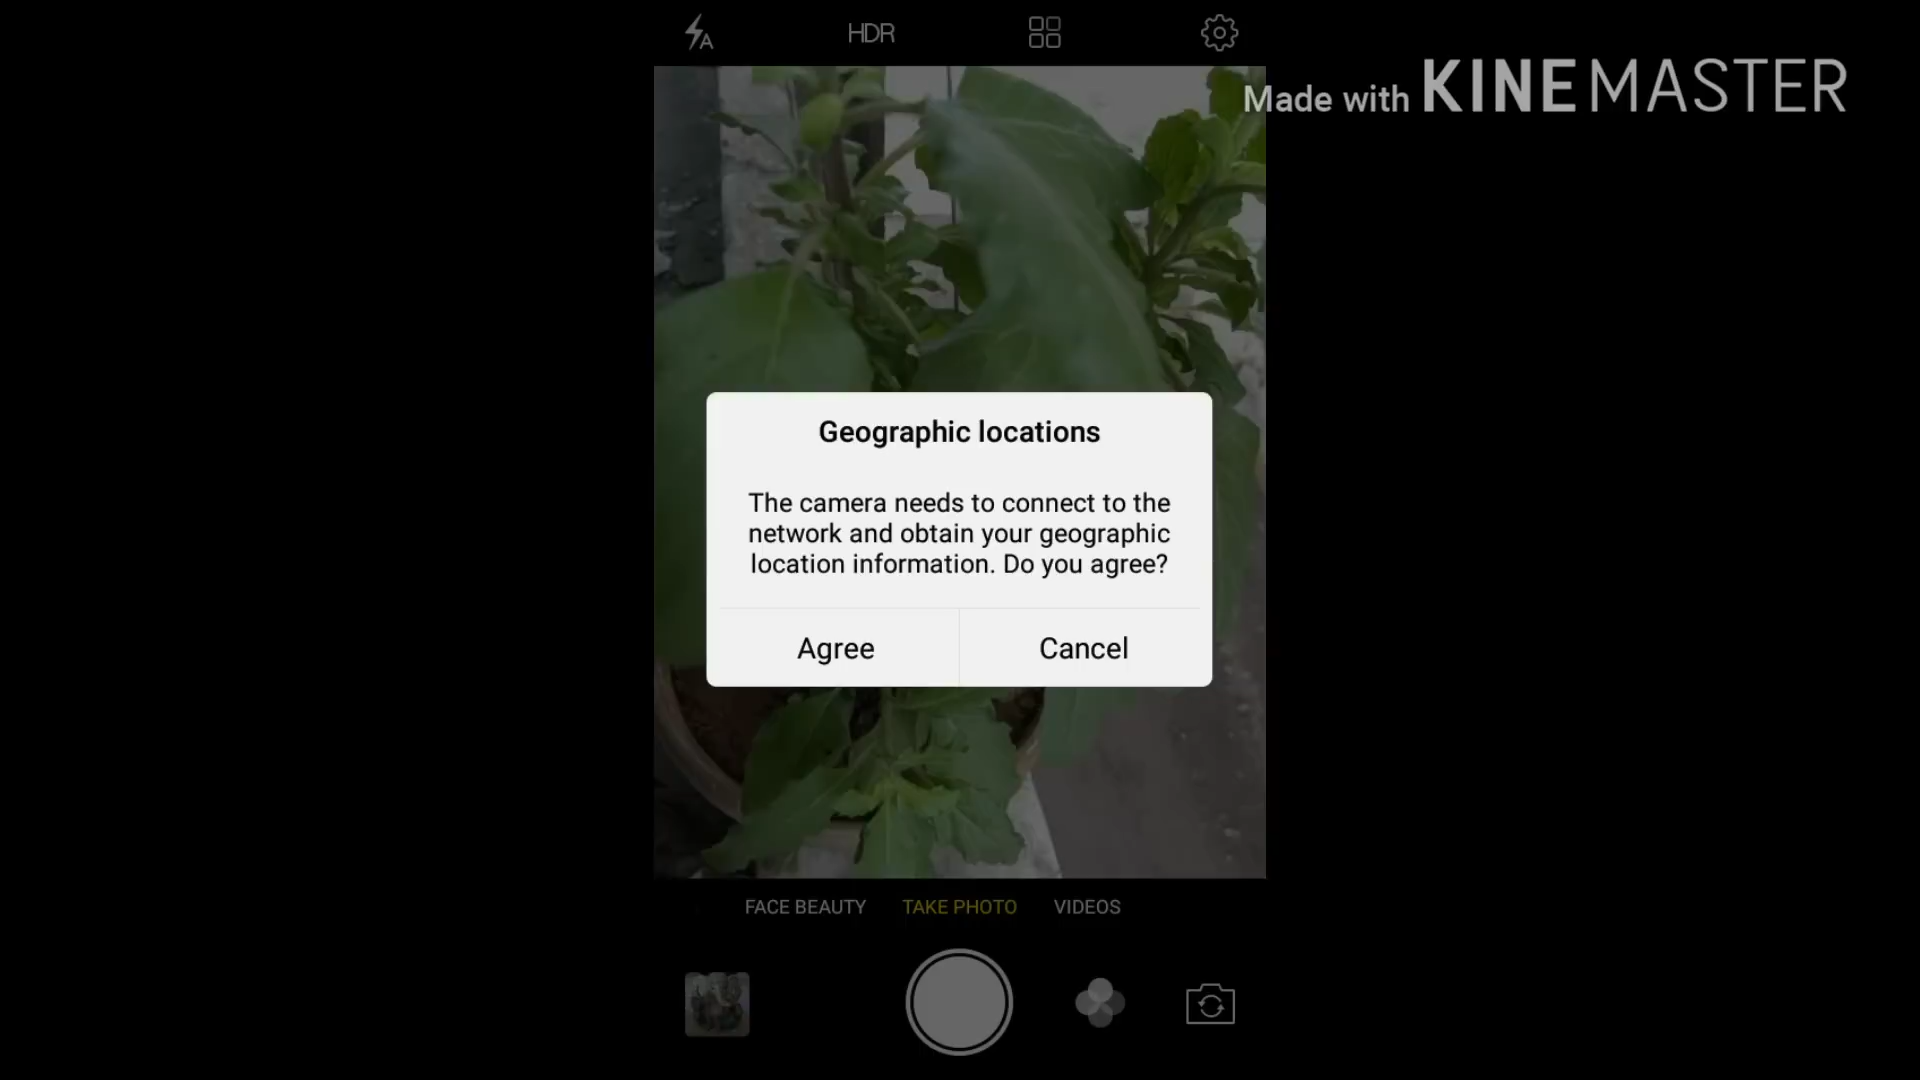 HDR
Made with KINEMASTER
Geographic locations
The camera needs to connect to the
network and obtain your geographic
location information. Do you agree?
Agree Cancel
FACE BEAUTY TAKE PHOTO VIDEOS